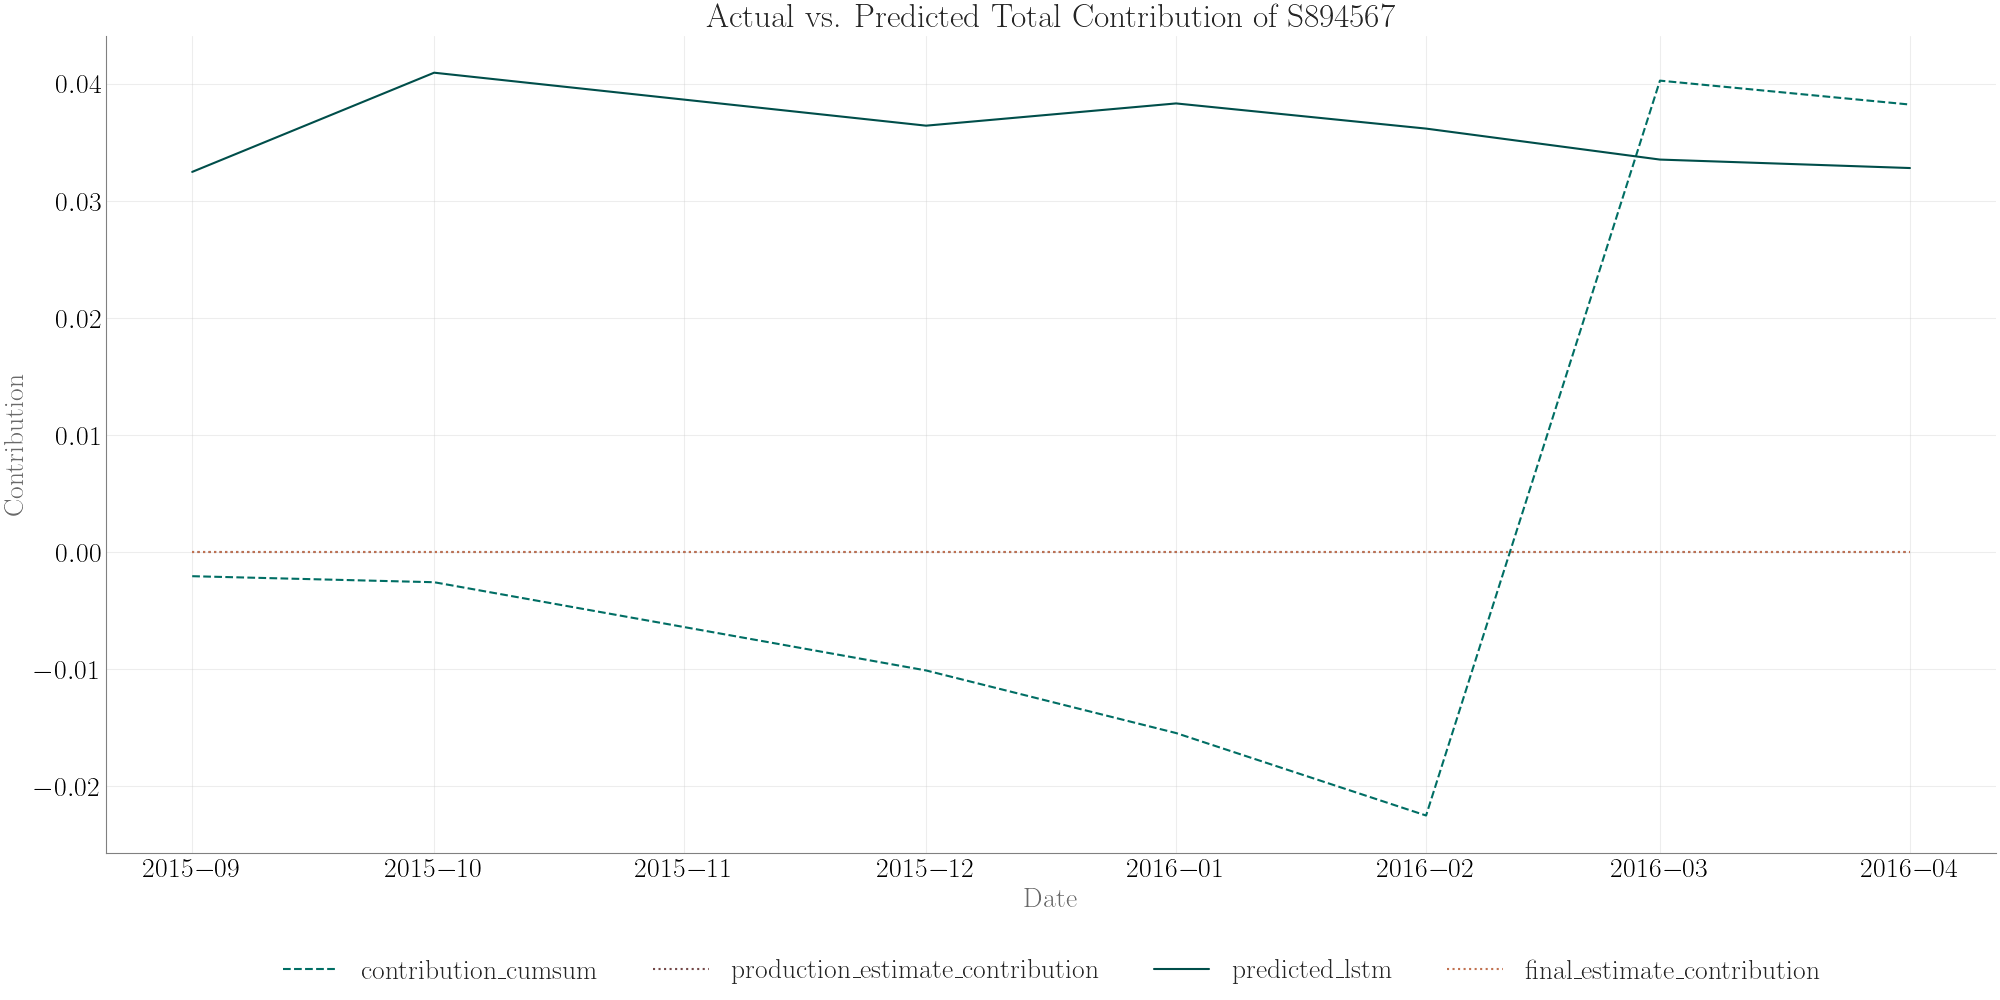 Actual vs. Predicted Total Contribution of S894567
0.04
0.03
0.02
0.01
0.00
−0.01
−0.02
Contribution
2015−09 2015−10 2015−11 2015−12 2016−01 2016−02 2016−03 2016−04
Date
contribution_cumsum production_estimate_contribution predicted_lstm final_estimate_contribution